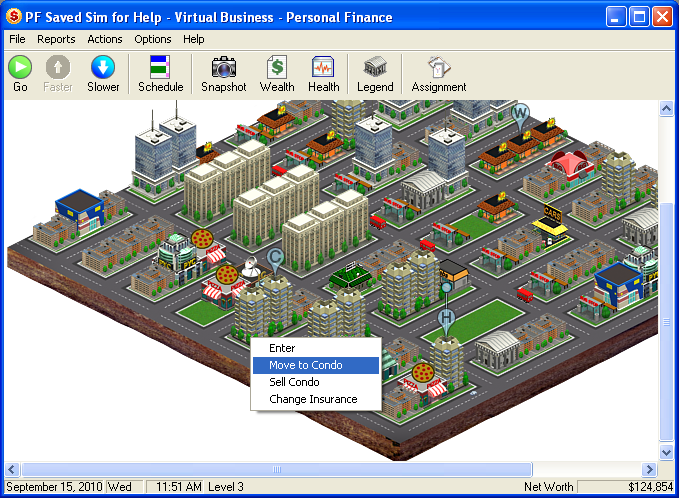 PF Saved Sim for Help - Virtual Business - Personal Finance
File Reports Actions Options Help
Go Faster Slower Schedule Snapshot Wealth Health Legend Assignment
W
CARS
C
H
PIZZA
Enter
Move to Condo
Sell Condo
Change Insurance
September 15, 2010 Wed 11:51 AM Level 3 Net Worth $124,854